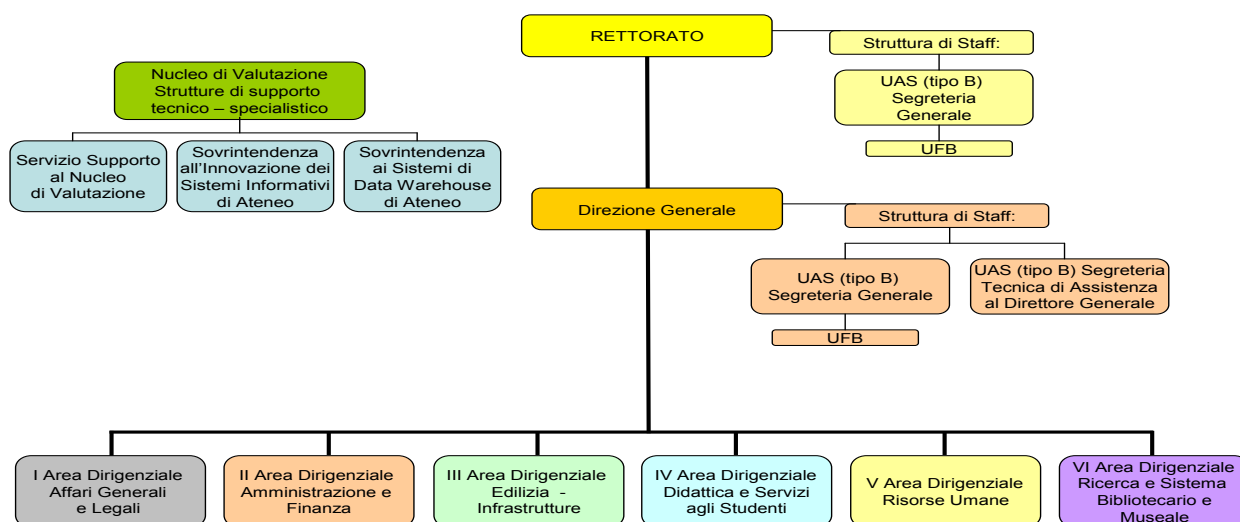 RETTORATO
Struttura di Staff:
UAS (tipo B)
Segreteria
Generale
UFB
Nucleo di Valutazione
Strutture di supporto
tecnico – specialistico
Servizio Supporto
al Nucleo
di Valutazione
Sovrintendenza
all'Innovazione dei
Sistemi Informativi
di Ateneo
Sovrintendenza
ai Sistemi di
Data Warehouse
di Ateneo
Direzione Generale
Struttura di Staff:
UAS (tipo B)
Segreteria Generale
UFB
UAS (tipo B) Segreteria
Tecnica di Assistenza
al Direttore Generale
I Area Dirigenziale
Affari Generali
e Legali
II Area Dirigenziale
Amministrazione e
Finanza
III Area Dirigenziale
Edilizia -
Infrastrutture
IV Area Dirigenziale
Didattica e Servizi
agli Studenti
V Area Dirigenziale
Risorse Umane
VI Area Dirigenziale
Ricerca e Sistema
Bibliotecario e
Museale